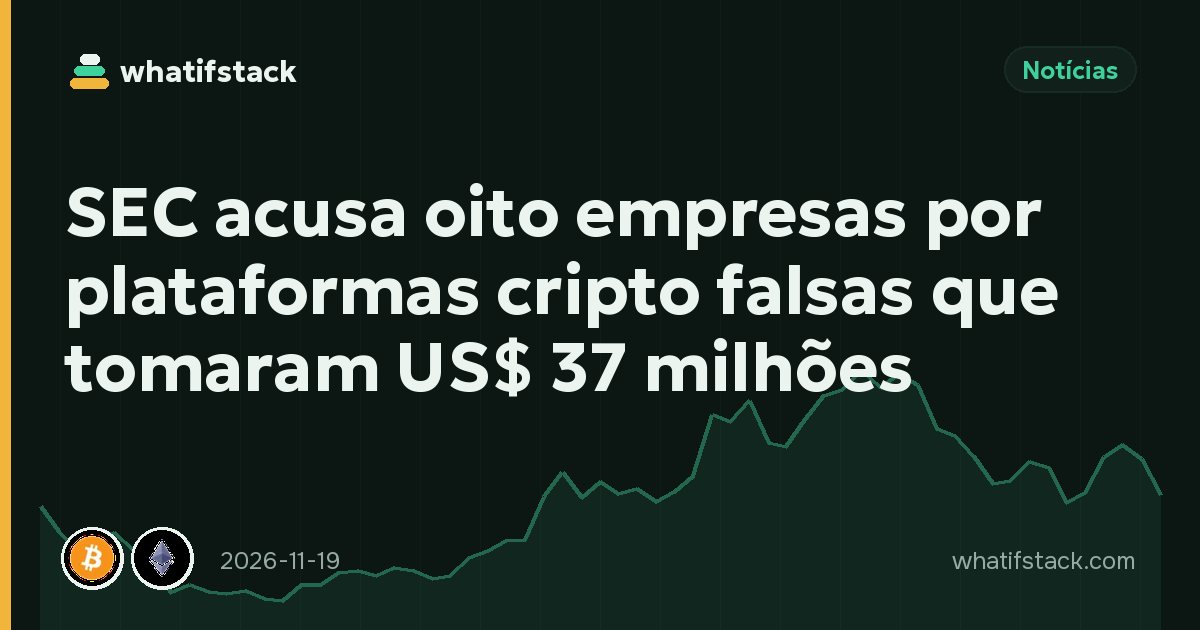 whatifstack
Notícias
SEC acusa oito empresas por
plataformas cripto falsas que
tomaram US$ 37 milhões
2026-11-19
whatifstack.com